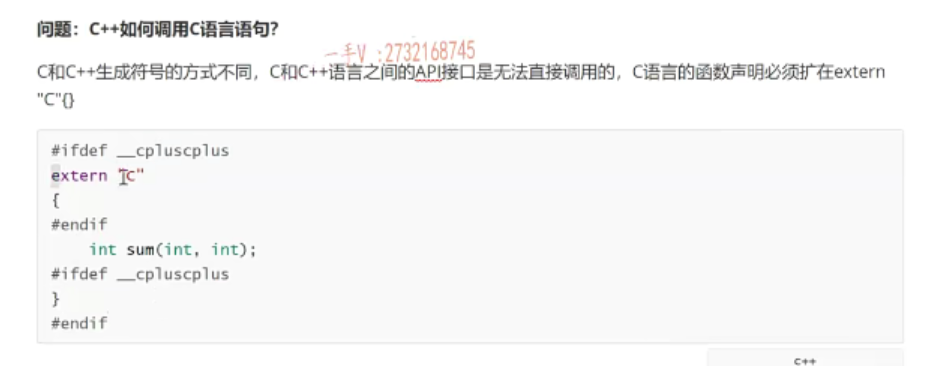 问题：C++如何调用C语言语句？
一手V :2732168745
C和C++生成符号的方式不同，C和C++语言之间的API接口是无法直接调用的，C语言的函数声明必须扩在extern
"C"{}
#ifdef __cpluscplus
extern "C"
{
#endif
    int sum(int, int);
#ifdef __cpluscplus
}
#endif
c++